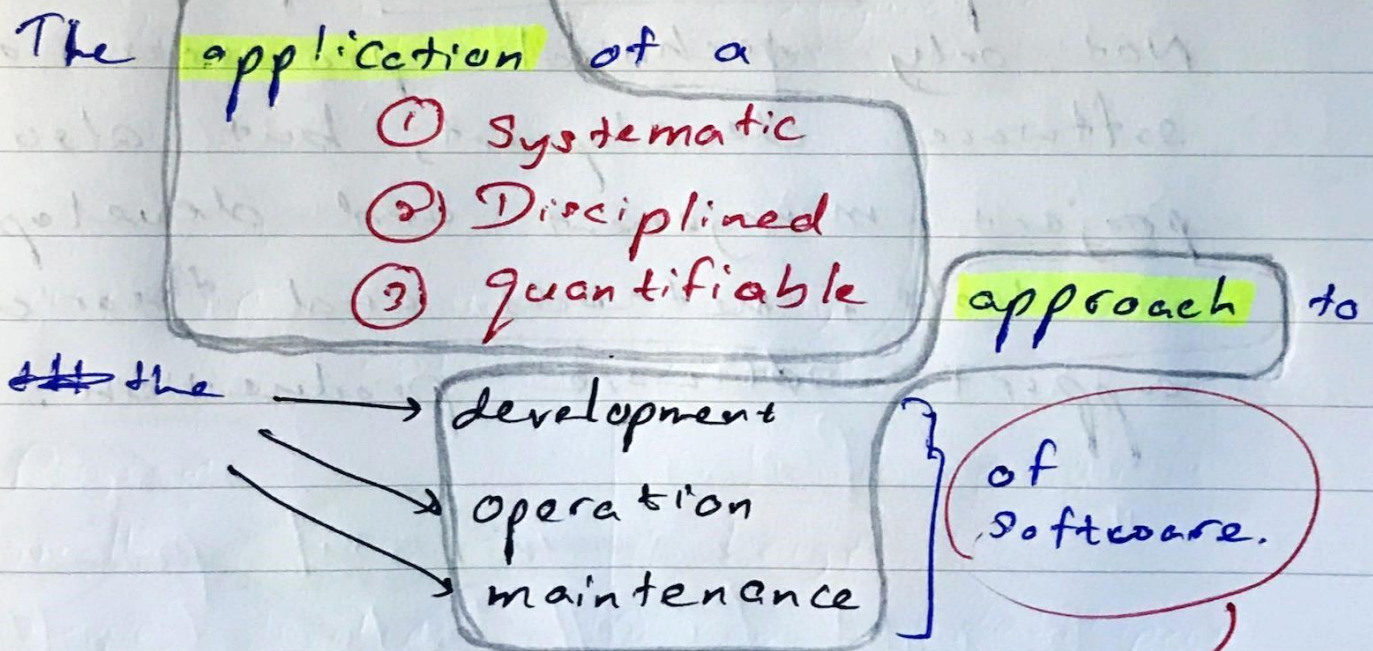 The application of a
① Systematic
② Disciplined
③ quantifiable approach to
the → development
operation
maintenance
of
software.